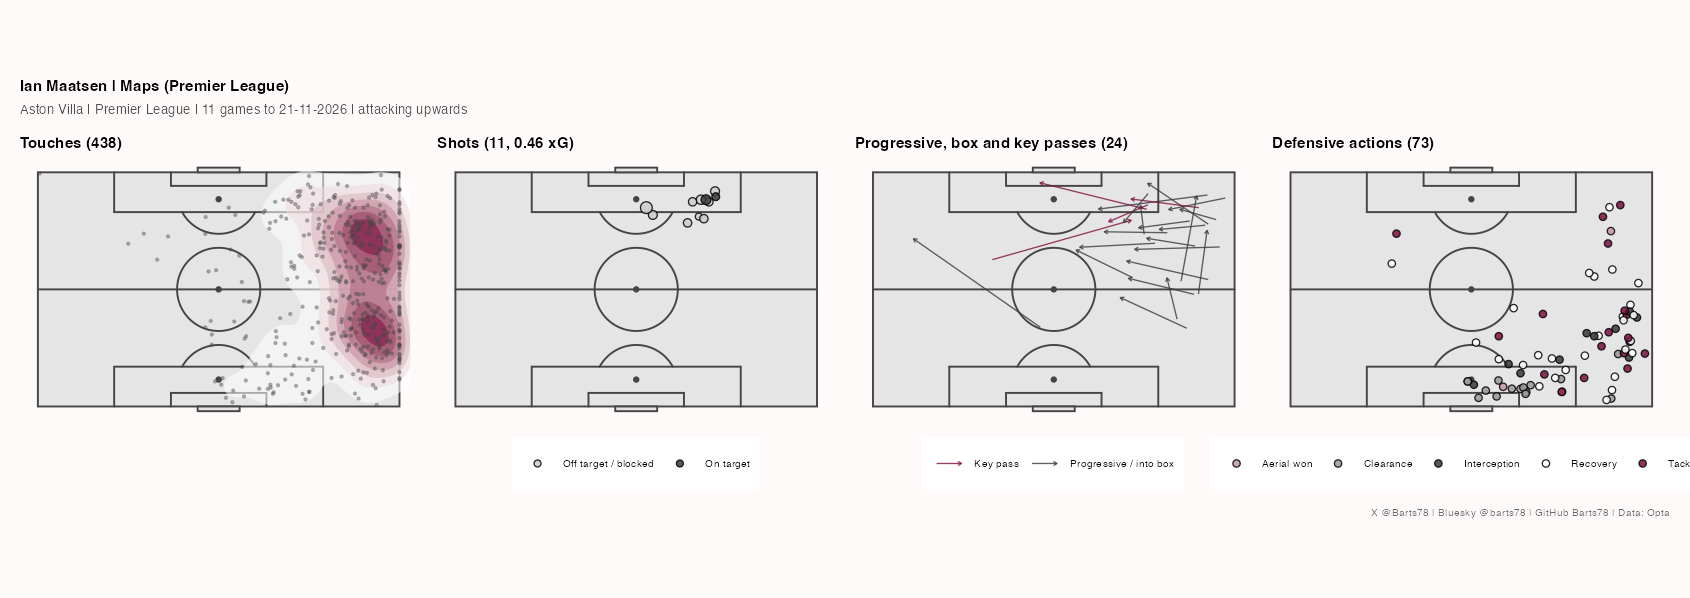 Ian Maatsen | Maps (Premier League)
Aston Villa | Premier League | 11 games to 21-11-2026 | attacking upwards
Touches (438)
Shots (11, 0.46 xG)
Progressive, box and key passes (24)
Defensive actions (73)
Off target / blocked
On target
Key pass
Progressive / into box
Aerial won
Clearance
Interception
Recovery
Tack
X @Barts78 | Bluesky @barts78 | GitHub Barts78 | Data: Opta